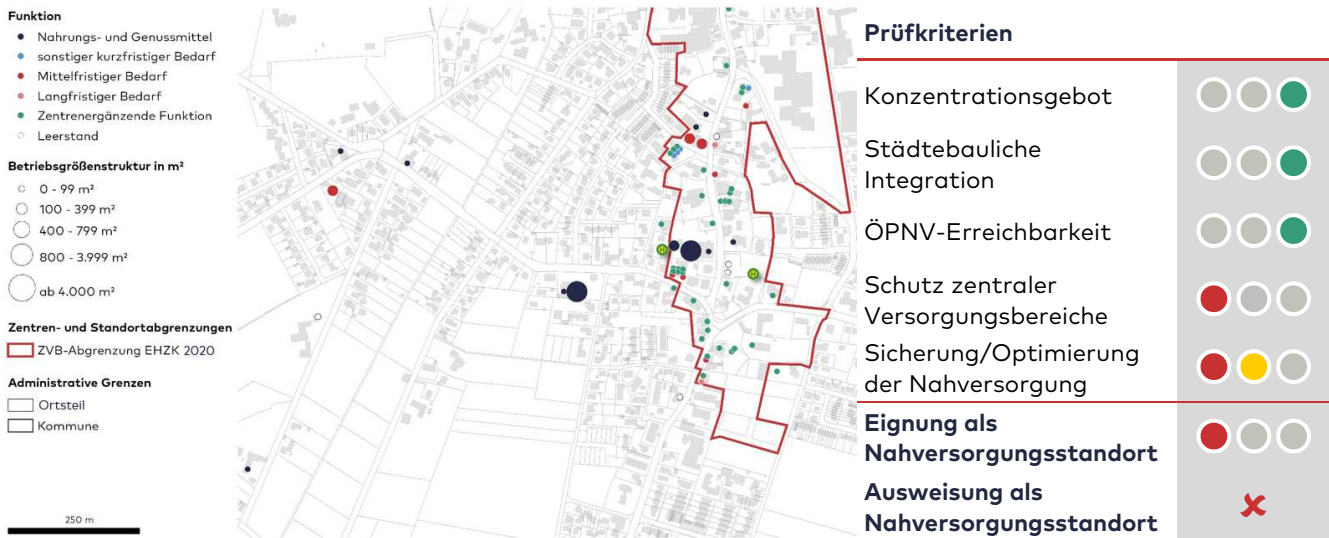 Funktion
Nahrungs- und Genussmittel
sonstiger kurzfristiger Bedarf
Mittelfristiger Bedarf
Langfristiger Bedarf
Zentrenergänzende Funktion
Leerstand
Betriebsgrößenstruktur in m²
0 - 99 m²
100 - 399 m²
400 - 799 m²
800 - 3.999 m²
ab 4.000 m²
Zentren- und Standortabgrenzungen
ZVB-Abgrenzung EHZK 2020
Administrative Grenzen
Ortsteil
Kommune
250 m
H
H
Prüfkriterien
Konzentrationsgebot
Städtebauliche
Integration
ÖPNV-Erreichbarkeit
Schutz zentraler
Versorgungsbereiche
Sicherung/Optimierung
der Nahversorgung
Eignung als
Nahversorgungsstandort
Ausweisung als
Nahversorgungsstandort